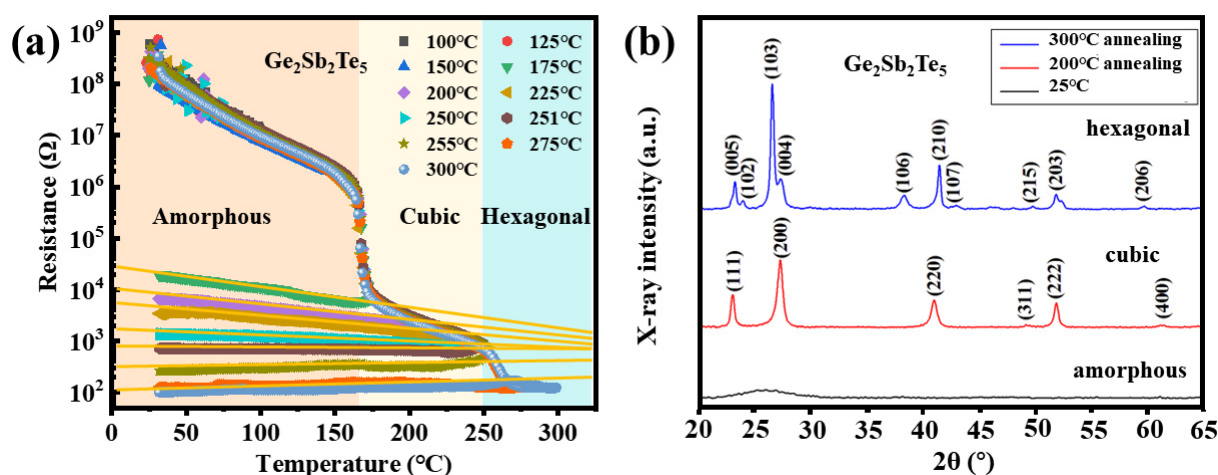 (a)
Ge₂Sb₂Te₅
100℃ 125℃
150℃ 175℃
200℃ 225℃
250℃ 251℃
255℃ 275℃
300℃
Amorphous Cubic Hexagonal
Resistance (Ω)
10⁹
10⁸
10⁷
10⁶
10⁵
10⁴
10³
10²
0 50 100 150 200 250 300
Temperature (℃)
(b)
Ge₂Sb₂Te₅
300℃ annealing
200℃ annealing
25℃
X-ray intensity (a.u.)
hexagonal
(005) (102) (103) (004) (106) (210) (107) (215) (203) (206)
cubic
(111) (200) (220) (311) (222) (400)
amorphous
20 25 30 35 40 45 50 55 60 65
2θ (°)